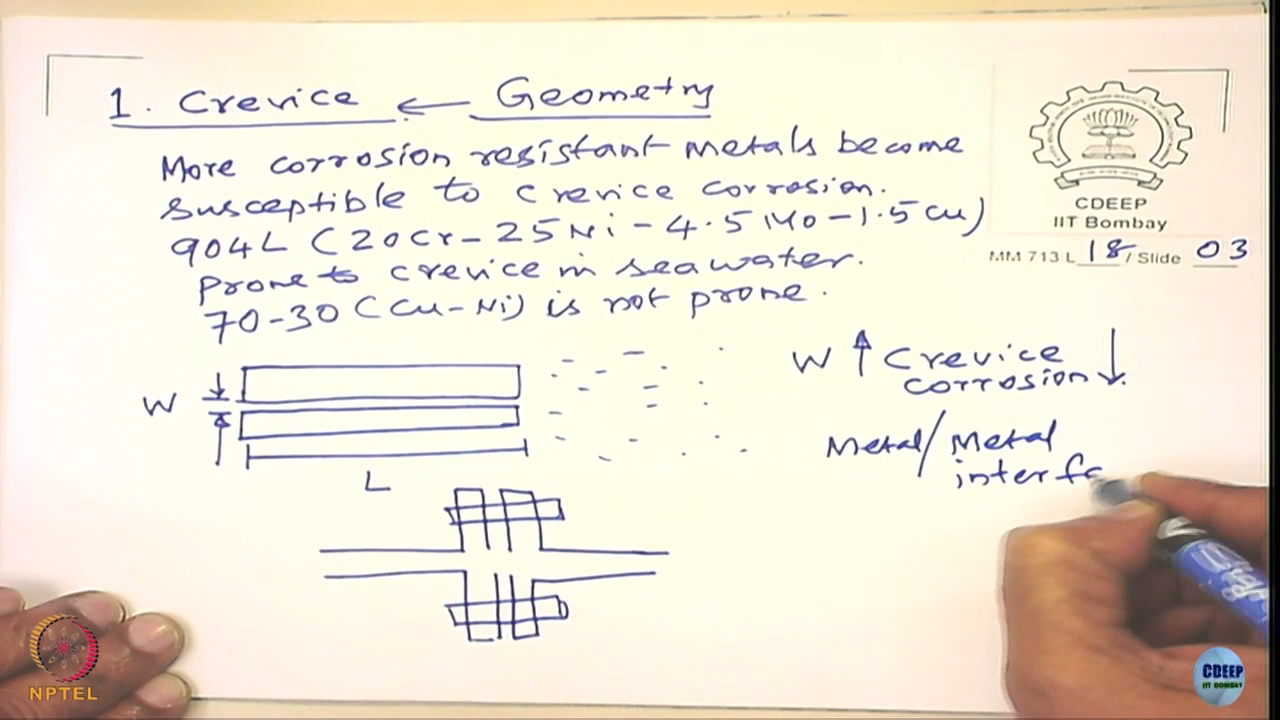 1. Crevice ← Geometry
More corrosion resistant metals become
susceptible to crevice corrosion.
904L (20Cr-25Ni-4.5Mo-1.5Cu)
Prone to crevice in seawater.
70-30 (Cu-Ni) is not prone.
CDEEP
IIT Bombay
MM 713 L 18 / Slide 03
W
L
W ↑ Crevice corrosion ↓
Metal/Metal
interfa
NPTEL
CDEEP
IIT BOMBAY